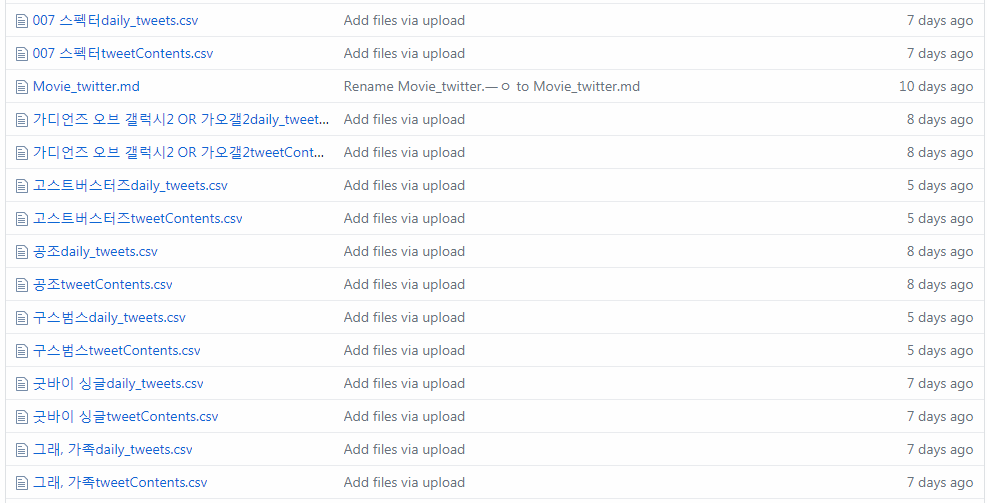 007 스펙터daily_tweets.csv Add files via upload 7 days ago
007 스펙터tweetContents.csv Add files via upload 7 days ago
Movie_twitter.md Rename Movie_twitter.ㅡㅇ to Movie_twitter.md 10 days ago
가디언즈 오브 갤럭시2 OR 가오갤2daily_tweet... Add files via upload 8 days ago
가디언즈 오브 갤럭시2 OR 가오갤2tweetCont... Add files via upload 8 days ago
고스트버스터즈daily_tweets.csv Add files via upload 5 days ago
고스트버스터즈tweetContents.csv Add files via upload 5 days ago
공조daily_tweets.csv Add files via upload 8 days ago
공조tweetContents.csv Add files via upload 8 days ago
구스범스daily_tweets.csv Add files via upload 5 days ago
구스범스tweetContents.csv Add files via upload 5 days ago
굿바이 싱글daily_tweets.csv Add files via upload 7 days ago
굿바이 싱글tweetContents.csv Add files via upload 7 days ago
그래, 가족daily_tweets.csv Add files via upload 7 days ago
그래, 가족tweetContents.csv Add files via upload 7 days ago